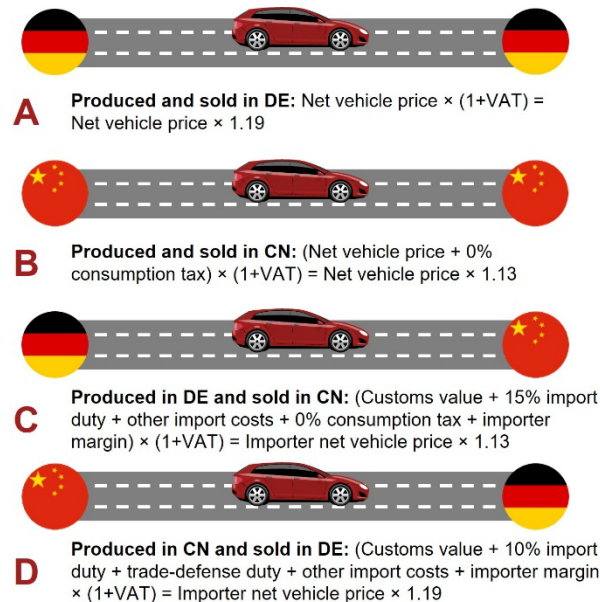 A
Produced and sold in DE: Net vehicle price × (1+VAT) =
Net vehicle price × 1.19
B
Produced and sold in CN: (Net vehicle price + 0%
consumption tax) × (1+VAT) = Net vehicle price × 1.13
C
Produced in DE and sold in CN: (Customs value + 15% import
duty + other import costs + 0% consumption tax + importer
margin) × (1+VAT) = Importer net vehicle price × 1.13
D
Produced in CN and sold in DE: (Customs value + 10% import
duty + trade-defense duty + other import costs + importer margin
× (1+VAT) = Importer net vehicle price × 1.19